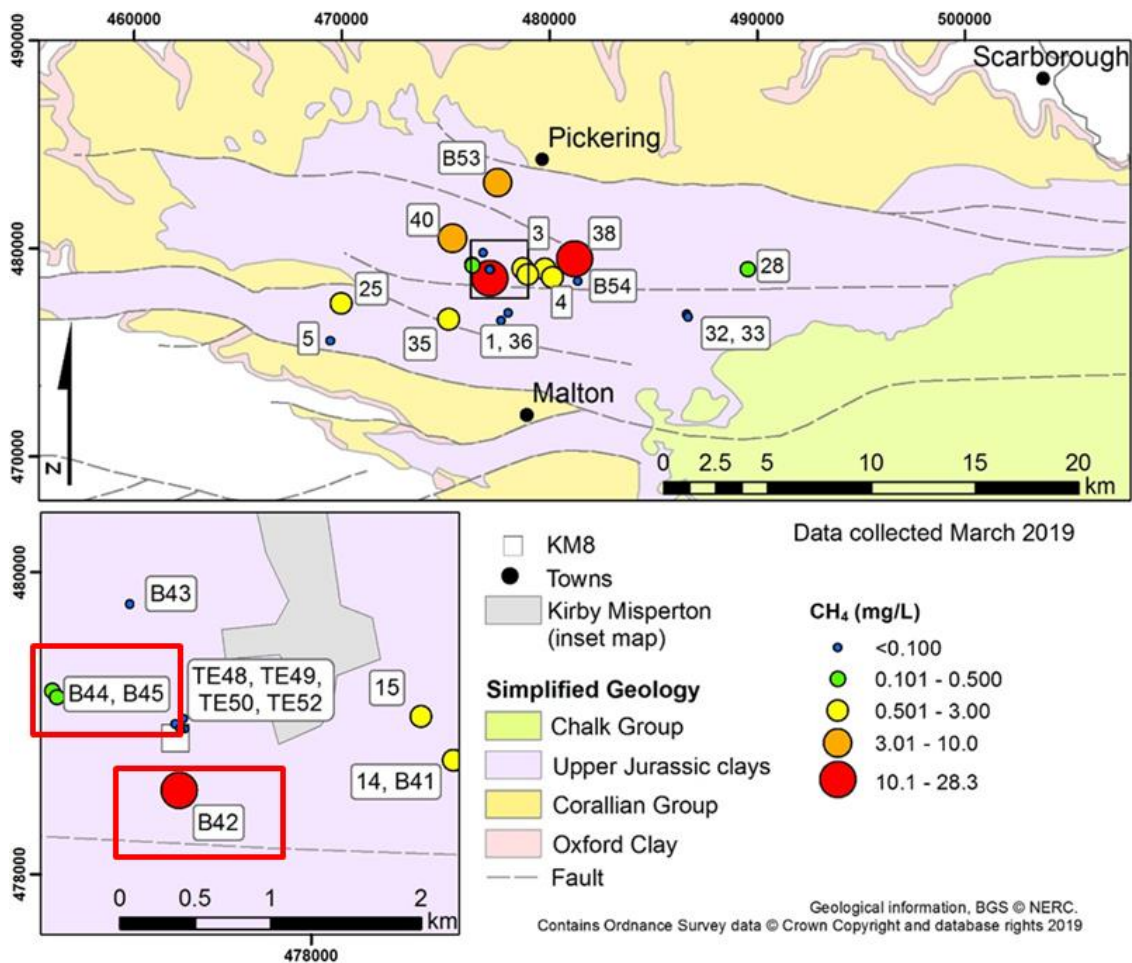 460000
470000
480000
490000
500000
490000
Scarborough
Pickering
B53
40
3
38
480000
28
B54
25
4
5
35
1, 36
32, 33
Malton
470000
N
0 2.5 5 10 15 20
km
480000
B43
B44, B45
TE48, TE49,
TE50, TE52
15
14, B41
B42
478000
0 0.5 1 2
km
478000
KM8
Towns
Kirby Misperton
(inset map)
Simplified Geology
Chalk Group
Upper Jurassic clays
Corallian Group
Oxford Clay
Fault
Data collected March 2019
CH₄ (mg/L)
<0.100
0.101 - 0.500
0.501 - 3.00
3.01 - 10.0
10.1 - 28.3
Geological information, BGS © NERC.
Contains Ordnance Survey data © Crown Copyright and database rights 2019